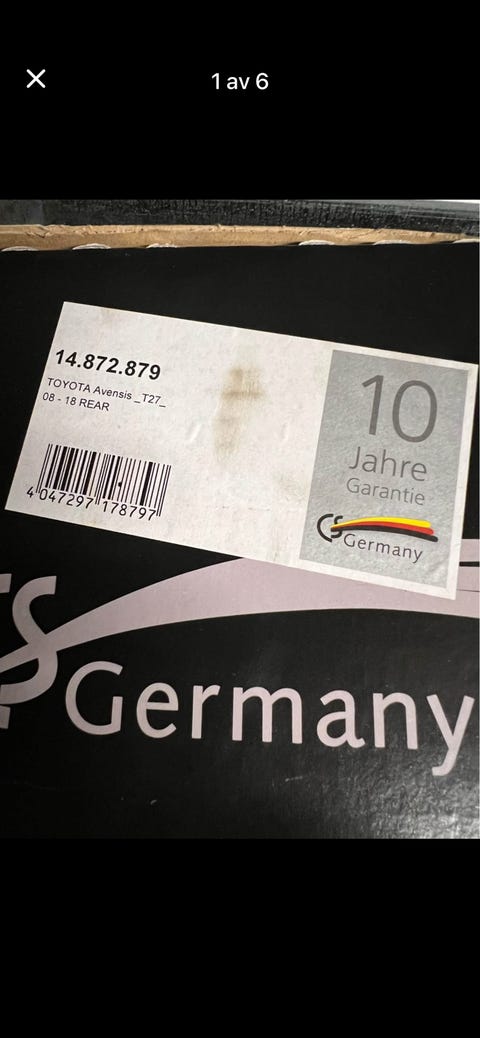 1 av 6
14.872.879
TOYOTA Avensis _T27_
08 - 18 REAR
4 047297 178797
10
Jahre
Garantie
CS Germany
CS
Germany